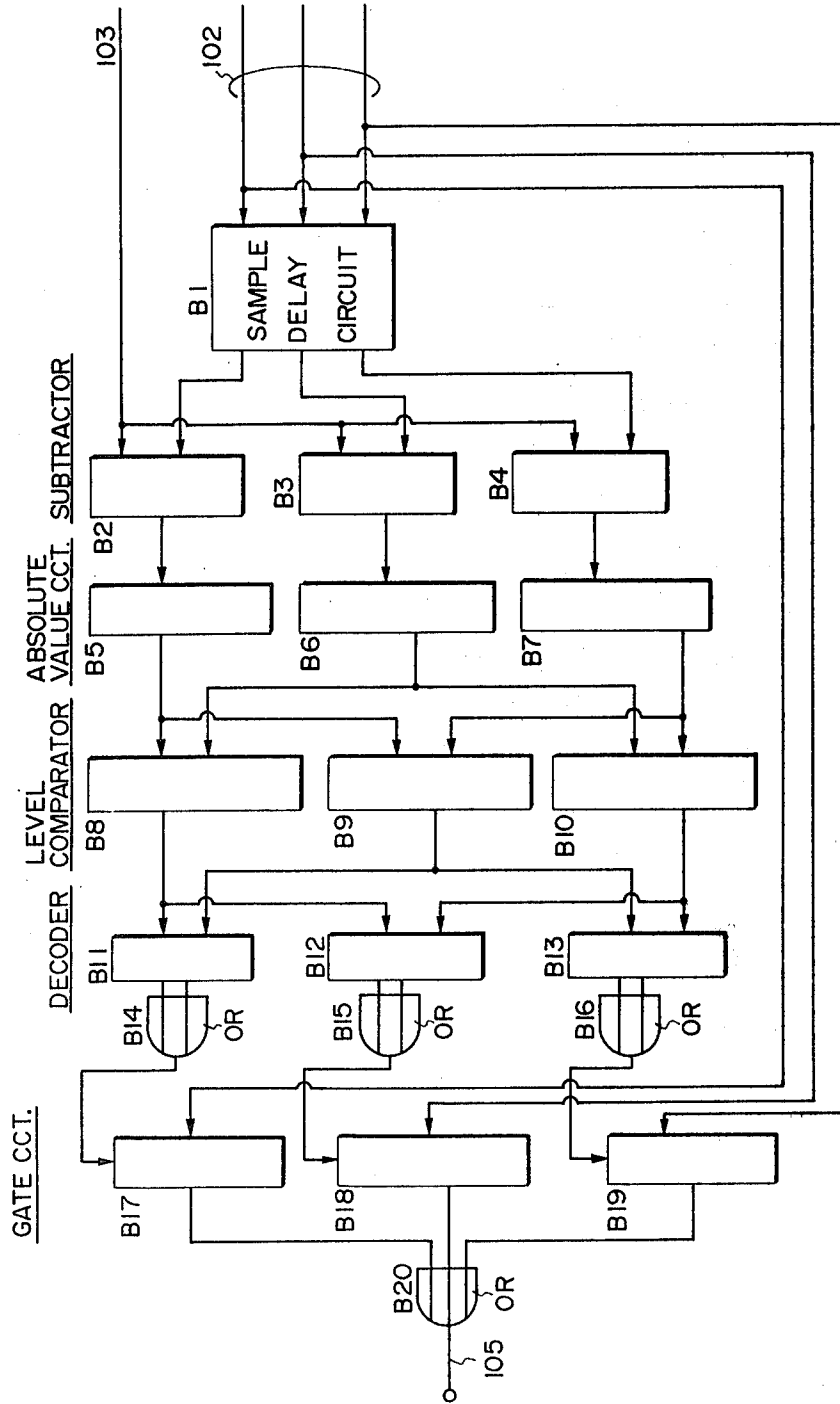 103
102
B1
SAMPLE
DELAY
CIRCUIT
SUBTRACTOR
B2
B3
B4
ABSOLUTE
VALUE CCT.
B5
B6
B7
LEVEL
COMPARATOR
B8
B9
B10
DECODER
B11
B12
B13
B14
OR
B15
OR
B16
OR
GATE CCT.
B17
B18
B19
B20
OR
105